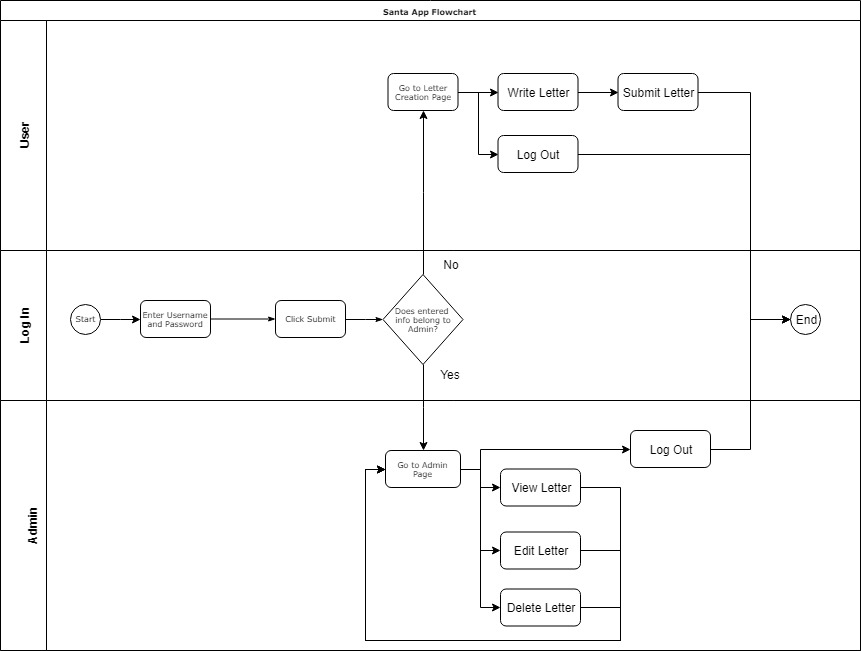 Santa App Flowchart
User
Go to Letter
Creation Page
Write Letter
Submit Letter
Log Out
No
Log In
Start
Enter Username
and Password
Click Submit
Does entered
info belong to
Admin?
End
Yes
Admin
Go to Admin
Page
Log Out
View Letter
Edit Letter
Delete Letter